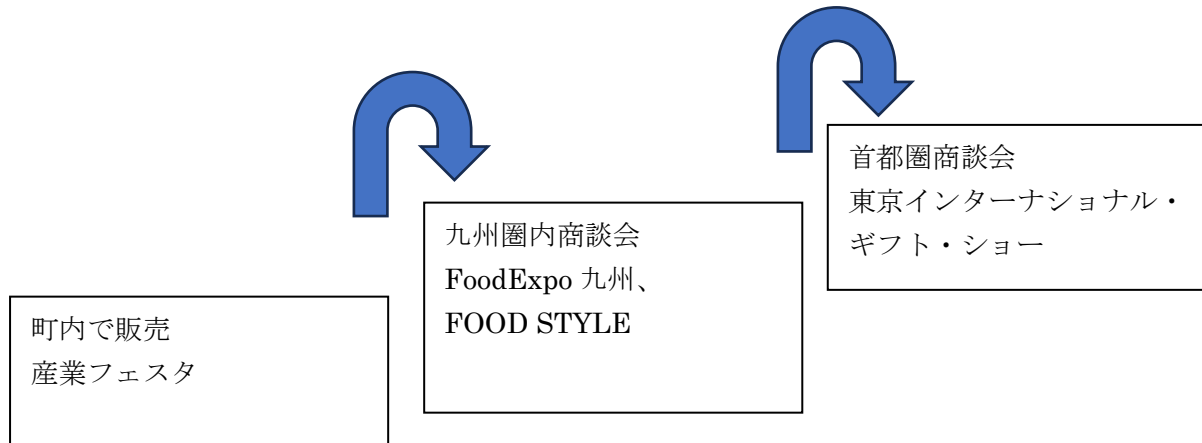 首都圏商談会
東京インターナショナル・
ギフト・ショー
九州圏内商談会
FoodExpo 九州、
FOOD STYLE
町内で販売
産業フェスタ